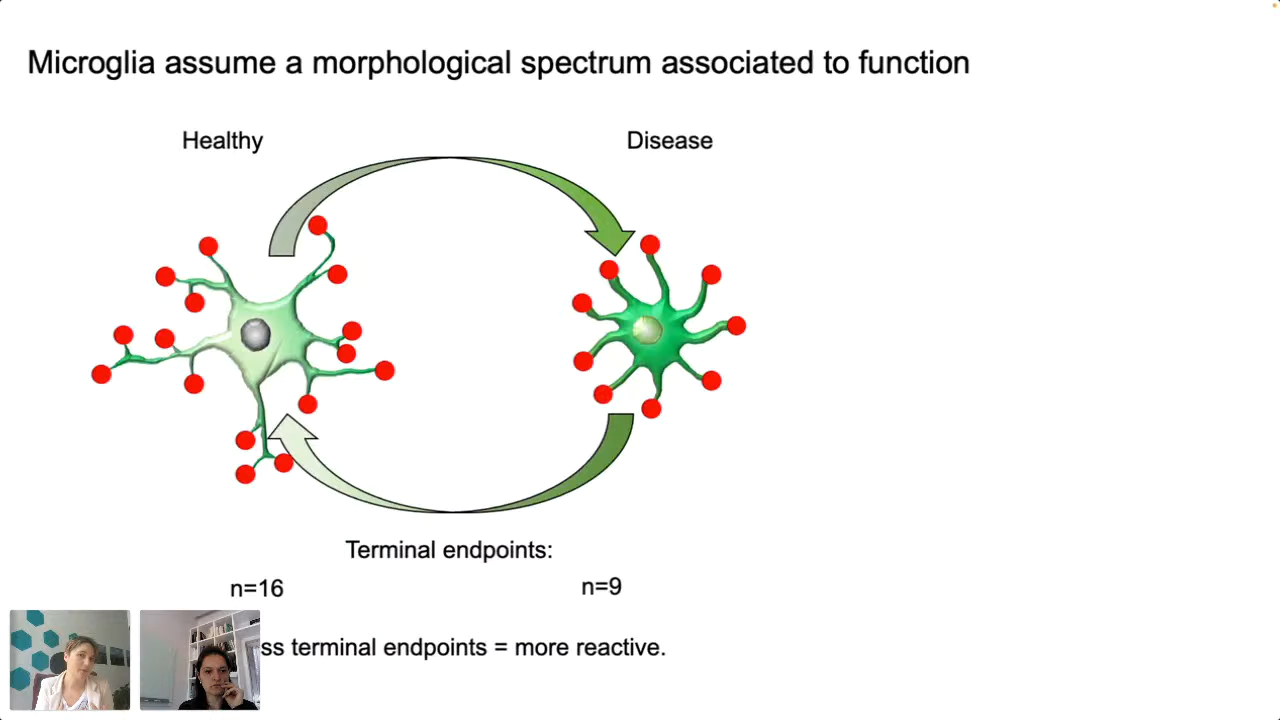 Microglia assume a morphological spectrum associated to function
Healthy
Disease
Terminal endpoints:
n=16
n=9
ss terminal endpoints = more reactive.